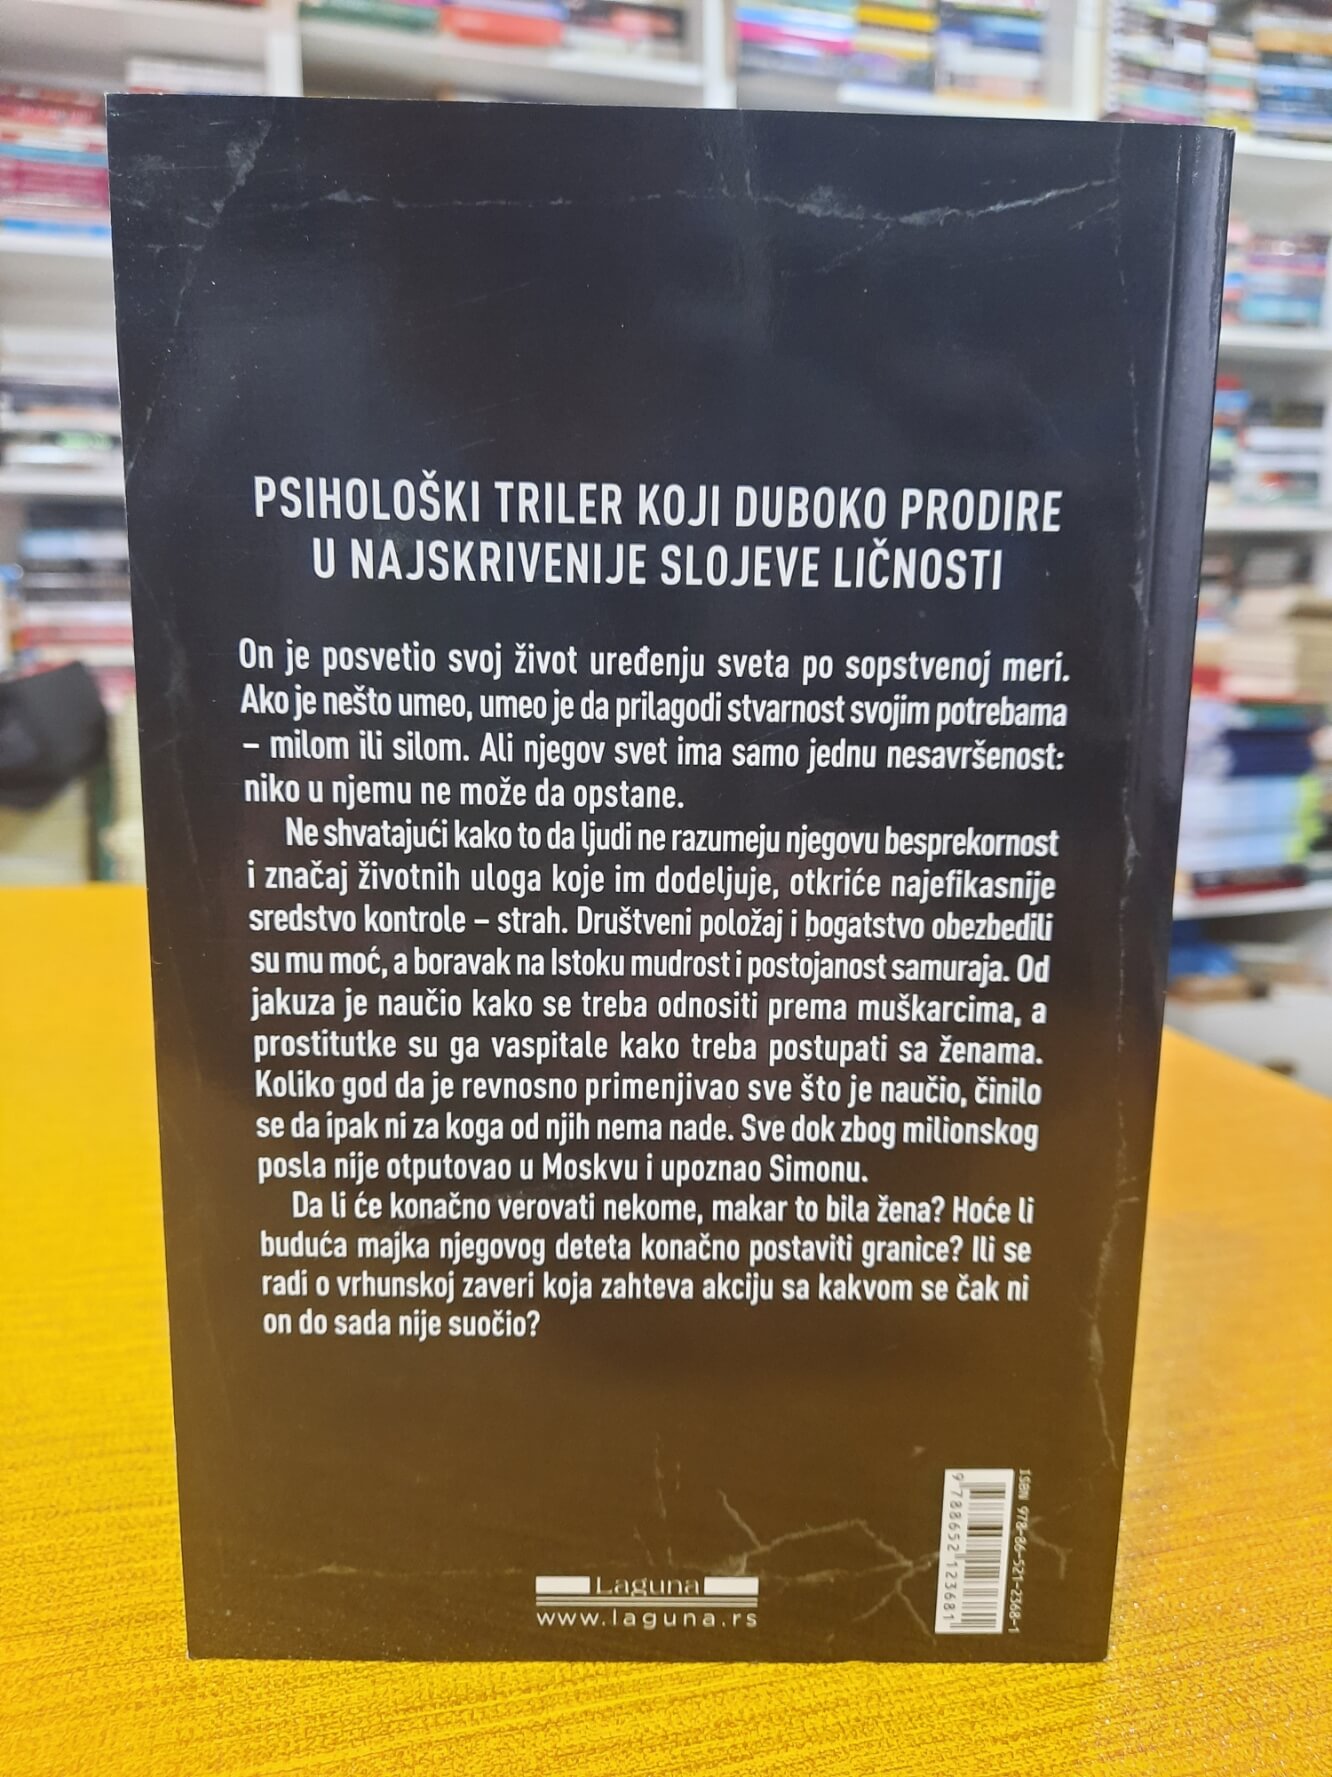 PSIHOLOŠKI TRILER KOJI DUBOKO PRODIRE
U NAJSKRIVENIJE SLOJEVE LIČNOSTI
On je posvetio svoj život uređenju sveta po sopstvenoj meri.
Ako je nešto umeo, umeo je da prilagodi stvarnost svojim potrebama
– milom ili silom. Ali njegov svet ima samo jednu nesavršenost:
niko u njemu ne može da opstane.
Ne shvatajući kako to da ljudi ne razumeju njegovu besprekornost
i značaj životnih uloga koje im dodeljuje, otkriće najefikasnije
sredstvo kontrole – strah. Društveni položaj i bogatstvo obezbedili
su mu moć, a boravak na Istoku mudrost i postojanost samuraja. Od
jakuza je naučio kako se treba odnositi prema muškarcima, a
prostitutke su ga vaspitale kako treba postupati sa ženama.
Koliko god da je revnosno primenjivao sve što je naučio, činilo
se da ipak ni za koga od njih nema nade. Sve dok zbog milionskog
posla nije otputovao u Moskvu i upoznao Simonu.
Da li će konačno verovati nekome, makar to bila žena? Hoće li
buduća majka njegovog deteta konačno postaviti granice? Ili se
radi o vrhunskoj zaveri koja zahteva akciju sa kakvom se čak ni
on do sada nije suočio?
Laguna
www.laguna.rs
ISBN 978-86-521-2368-1
9788652123681